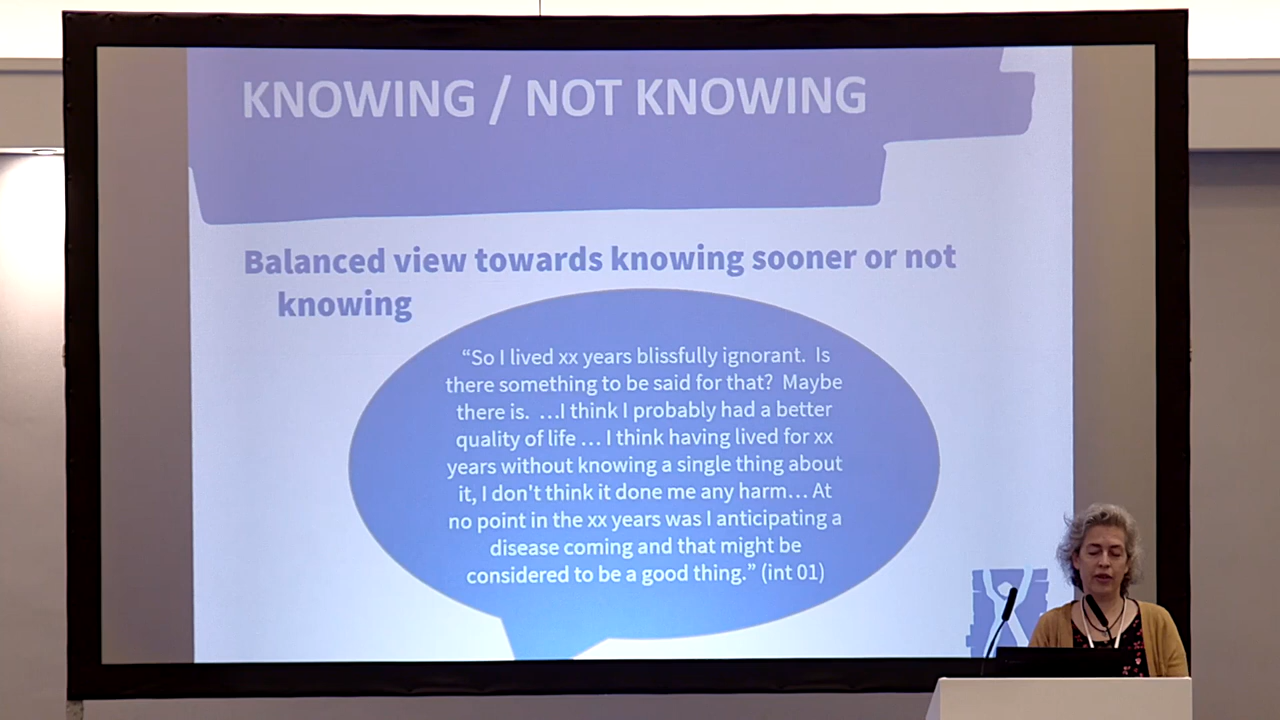 KNOWING / NOT KNOWING
Balanced view towards knowing sooner or not
knowing
“So I lived xx years blissfully ignorant. Is
there something to be said for that? Maybe
there is. …I think I probably had a better
quality of life … I think having lived for xx
years without knowing a single thing about
it, I don't think it done me any harm… At
no point in the xx years was I anticipating a
disease coming and that might be
considered to be a good thing.” (int 01)